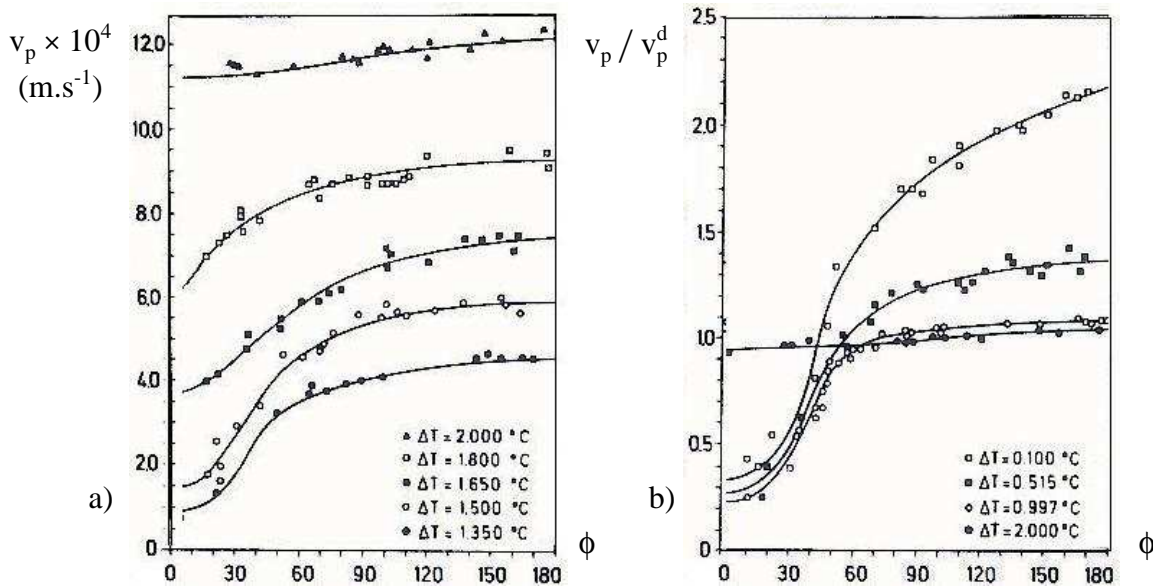 v_p × 10^4
(m.s^-1)
12.0
10.0
8.0
6.0
4.0
2.0
0
a)
▲ ΔT = 2.000 °C
□ ΔT = 1.800 °
■ ΔT = 1.650 °C
○ ΔT = 1.500 °C
● ΔT = 1.350 °C
0 30 60 90 120 150 180
ϕ
v_p / v_p^d
2.5
2.0
1.5
1.0
0.5
0
b)
□ ΔT = 0.100 °C
■ ΔT = 0.515 °C
◇ ΔT = 0.997 °C
● ΔT = 2.000 °C
0 30 60 90 120 150 180
ϕ